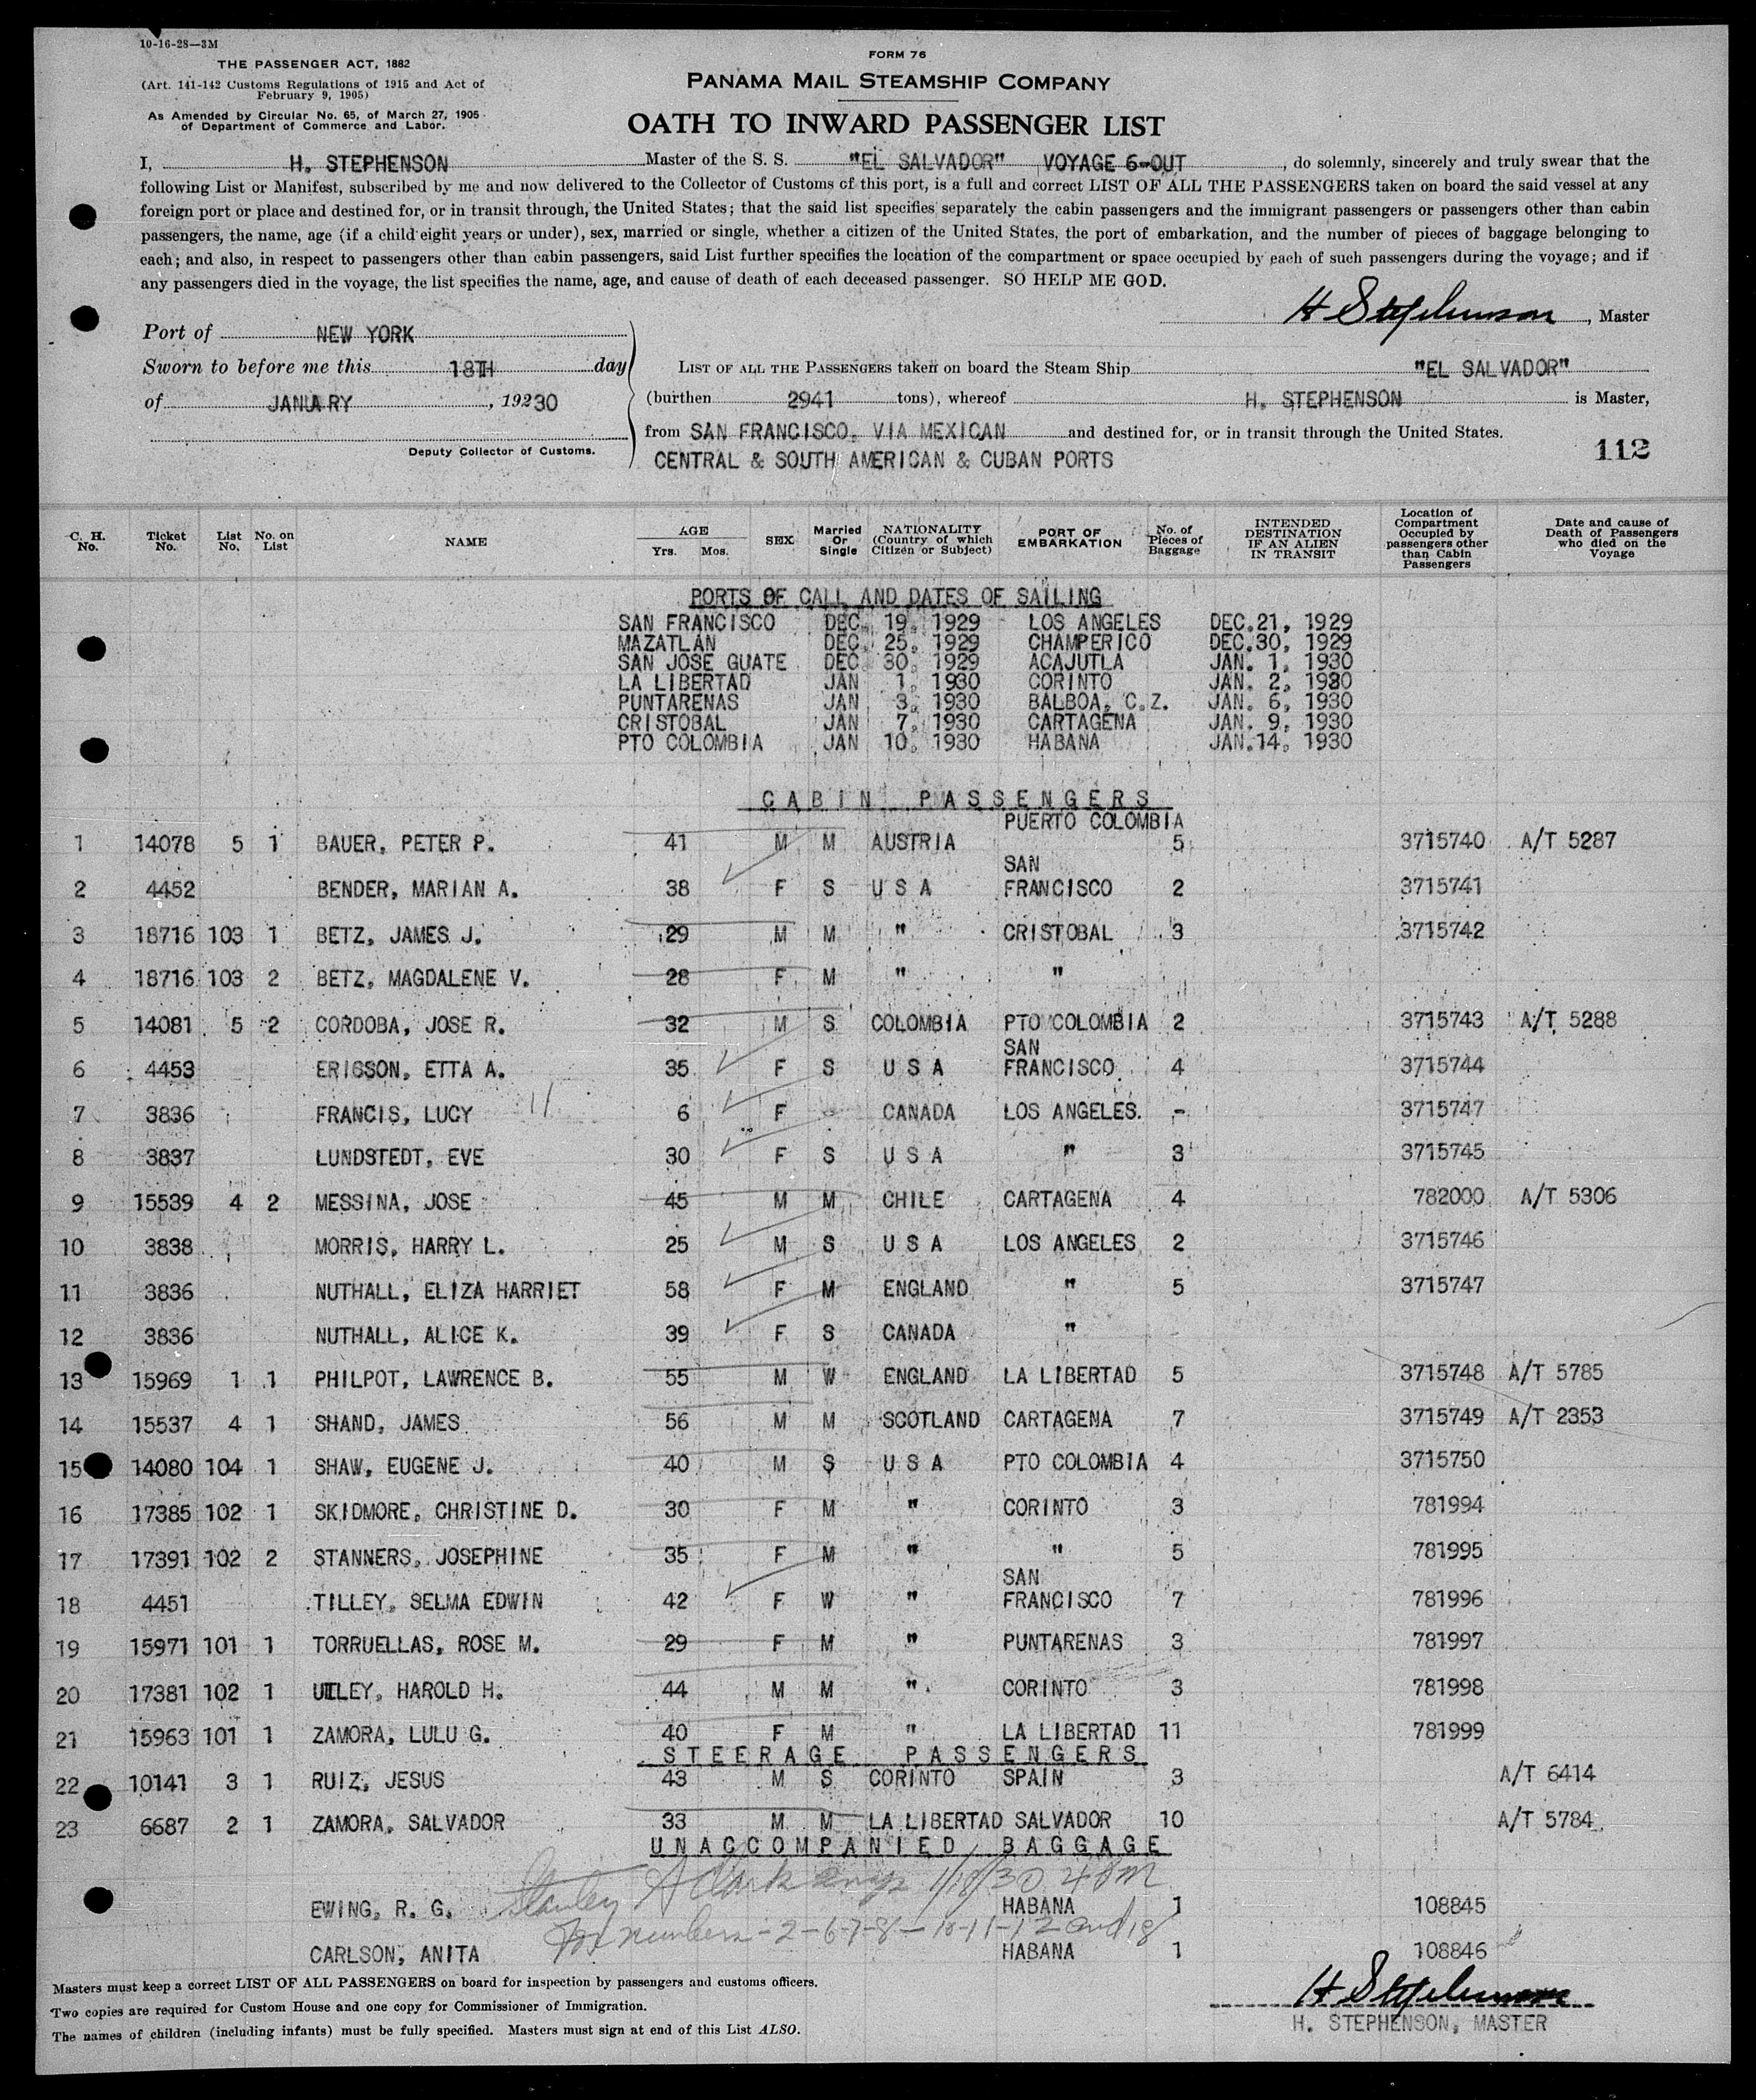 10-16-28—3M
THE PASSENGER ACT, 1882
(Art. 141-142 Customs Regulations of 1915 and Act of
February 9, 1905)
As Amended by Circular No. 65, of March 27, 1905
of Department of Commerce and Labor.
FORM 76
PANAMA MAIL STEAMSHIP COMPANY
OATH TO INWARD PASSENGER LIST
I, H. STEPHENSON Master of the S. S. "EL SALVADOR" VOYAGE 6-OUT, do solemnly, sincerely and truly swear that the
following List or Manifest, subscribed by me and now delivered to the Collector of Customs of this port, is a full and correct LIST OF ALL THE PASSENGERS taken on board the said vessel at any
foreign port or place and destined for, or in transit through, the United States; that the said list specifies separately the cabin passengers and the immigrant passengers or passengers other than cabin
passengers, the name, age (if a child eight years or under), sex, married or single, whether a citizen of the United States, the port of embarkation, and the number of pieces of baggage belonging to
each; and also, in respect to passengers other than cabin passengers, said List further specifies the location of the compartment or space occupied by each of such passengers during the voyage; and if
any passengers died in the voyage, the list specifies the name, age, and cause of death of each deceased passenger. SO HELP ME GOD.
H Stephenson, Master
Port of NEW YORK
Sworn to before me this 18TH day
of JANUARY, 19230
Deputy Collector of Customs.
LIST OF ALL THE PASSENGERS taken on board the Steam Ship "EL SALVADOR"
(burthen 2941 tons), whereof H. STEPHENSON is Master,
from SAN FRANCISCO, VIA MEXICAN and destined for, or in transit through the United States.
CENTRAL & SOUTH AMERICAN & CUBAN PORTS
112
C. H. No. Ticket No. List No. No. on List NAME AGE Yrs. Mos. SEX Married Or Single NATIONALITY (Country of which Citizen or Subject) PORT OF EMBARKATION No. of Pieces of Baggage INTENDED DESTINATION IF AN ALIEN IN TRANSIT Location of Compartment Occupied by passengers other than Cabin Passengers Date and cause of Death of Passengers who died on the Voyage
PORTS OF CALL AND DATES OF SAILING
SAN FRANCISCO DEC. 19, 1929 LOS ANGELES DEC.21, 1929
MAZATLAN DEC. 25, 1929 CHAMPERICO DEC.30, 1929
SAN JOSE GUATE DEC 30, 1929 ACAJUTLA JAN. 1, 1930
LA LIBERTAD JAN 1, 1930 CORINTO JAN. 2, 1930
PUNTARENAS JAN 3, 1930 BALBOA, C.Z. JAN. 6, 1930
CRISTOBAL JAN 7, 1930 CARTAGENA JAN. 9, 1930
PTO COLOMBIA JAN 10, 1930 HABANA JAN.14, 1930
CABIN PASSENGERS
1 14078 5 1 BAUER, PETER P. 41 M M AUSTRIA PUERTO COLOMBIA 5 3715740 A/T 5287
2 4452 BENDER, MARIAN A. 38 F S U S A SAN FRANCISCO 2 3715741
3 18716 103 1 BETZ, JAMES J. 29 M M " CRISTOBAL 3 3715742
4 18716 103 2 BETZ, MAGDALENE V. 28 F M " "
5 14081 5 2 CORDOBA, JOSE R. 32 M S COLOMBIA PTO COLOMBIA 2 3715743 A/T 5288
6 4453 ERICSON, ETTA A. 35 F S U S A SAN FRANCISCO 4 3715744
7 3836 FRANCIS, LUCY 11 6 F - CANADA LOS ANGELES. - 3715747
8 3837 LUNDSTEDT, EVE 30 F S U S A " 3 3715745
9 15539 4 2 MESSINA, JOSE 45 M M CHILE CARTAGENA 4 782000 A/T 5306
10 3838 MORRIS, HARRY L. 25 M S U S A LOS ANGELES 2 3715746
11 3836 NUTHALL, ELIZA HARRIET 58 F M ENGLAND " 5 3715747
12 3836 NUTHALL, ALICE K. 39 F S CANADA "
13 15969 1 1 PHILPOT, LAWRENCE B. 55 M W ENGLAND LA LIBERTAD 5 3715748 A/T 5785
14 15537 4 1 SHAND, JAMES 56 M M SCOTLAND CARTAGENA 7 3715749 A/T 2353
15 14080 104 1 SHAW, EUGENE J. 40 M S U S A PTO COLOMBIA 4 3715750
16 17385 102 1 SKIDMORE, CHRISTINE D. 30 F M " CORINTO 3 781994
17 17391 102 2 STANNERS, JOSEPHINE 35 F M " " 5 781995
18 4451 TILLEY, SELMA EDWIN 42 F W " SAN FRANCISCO 7 781996
19 15971 101 1 TORRUELLAS, ROSE M. 29 F M " PUNTARENAS 3 781997
20 17381 102 1 UTLEY, HAROLD H. 44 M M " CORINTO 3 781998
21 15963 101 1 ZAMORA, LULU G. 40 F M " LA LIBERTAD 11 781999
STEERAGE PASSENGERS
22 10141 3 1 RUIZ, JESUS 43 M S CORINTO SPAIN 3 A/T 6414
23 6687 2 1 ZAMORA, SALVADOR 33 M M LA LIBERTAD SALVADOR 10 A/T 5784
UNACCOMPANIED BAGGAGE
Stanley A Clark 1/18/30 4 PM
EWING, R. G. HABANA 1 108845
for numbers-2-6-7-8-10-11-12 and 18
CARLSON, ANITA HABANA 1 108846
Masters must keep a correct LIST OF ALL PASSENGERS on board for inspection by passengers and customs officers.
Two copies are required for Custom House and one copy for Commissioner of Immigration.
The names of children (including infants) must be fully specified. Masters must sign at end of this List ALSO.
H Stephenson
H. STEPHENSON, MASTER